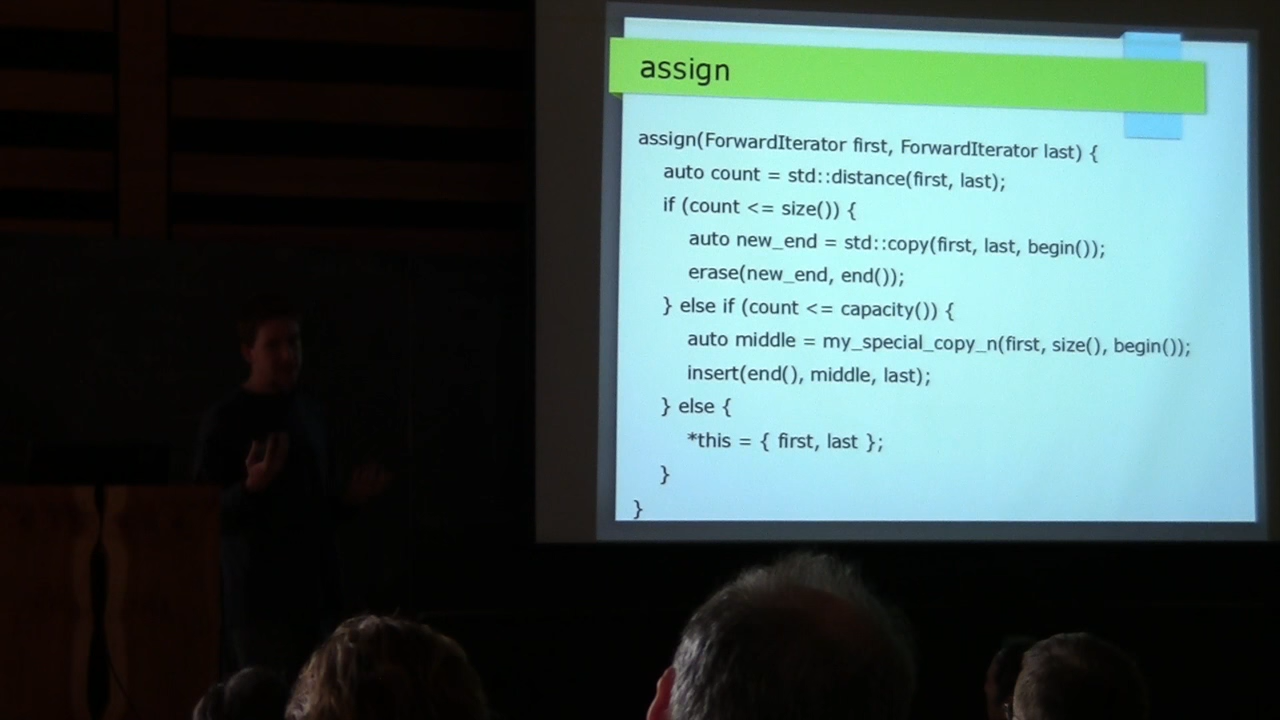 assign
assign(ForwardIterator first, ForwardIterator last) {
auto count = std::distance(first, last);
if (count <= size()) {
auto new_end = std::copy(first, last, begin());
erase(new_end, end());
} else if (count <= capacity()) {
auto middle = my_special_copy_n(first, size(), begin());
insert(end(), middle, last);
} else {
*this = { first, last };
}
}